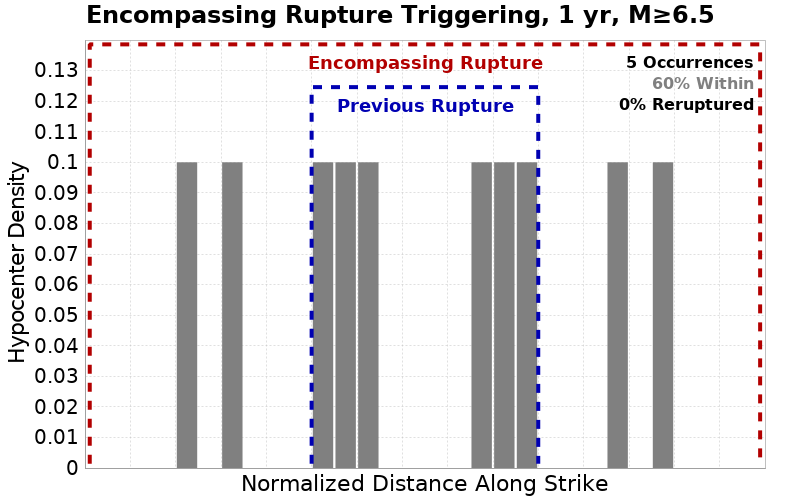 Encompassing Rupture Triggering, 1 yr, M≥6.5
Encompassing Rupture
5 Occurrences
60% Within
Previous Rupture
0% Reruptured
Hypocenter Density
0.13
0.12
0.11
0.1
0.09
0.08
0.07
0.06
0.05
0.04
0.03
0.02
0.01
0
Normalized Distance Along Strike